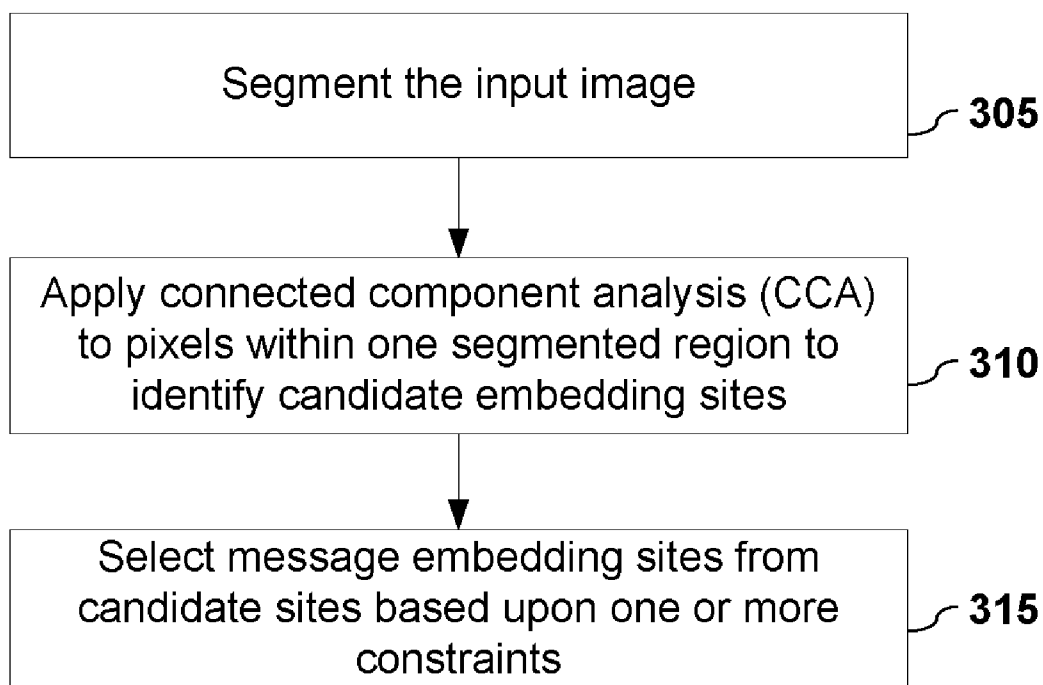 Segment the input image
305
Apply connected component analysis (CCA)
to pixels within one segmented region to
identify candidate embedding sites
310
Select message embedding sites from
candidate sites based upon one or more
constraints
315